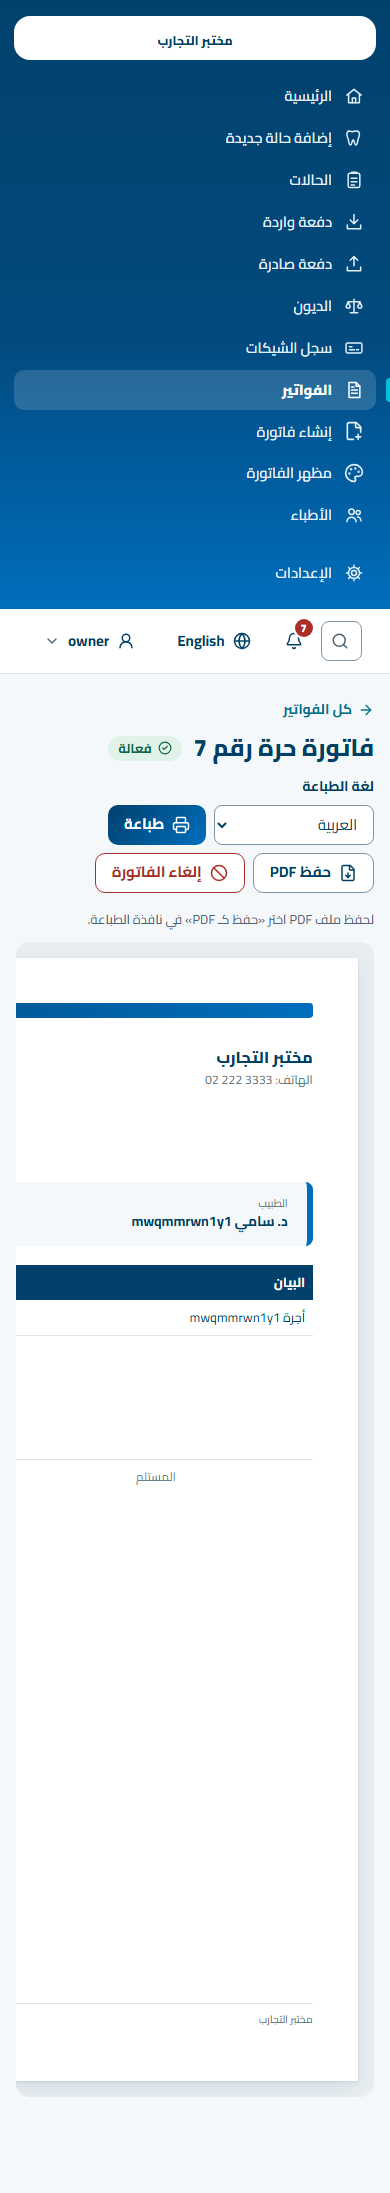 مختبر التجارب
الرئيسية
إضافة حالة جديدة
الحالات
دفعة واردة
دفعة صادرة
الديون
سجل الشيكات
الفواتير
إنشاء فاتورة
مظهر الفاتورة
الأطباء
الإعدادات
7
English
owner
كل الفواتير
فاتورة حرة رقم 7 فعالة
لغة الطباعة
العربية طباعة
حفظ PDF إلغاء الفاتورة
لحفظ ملف PDF اختر «حفظ كـ PDF» في نافذة الطباعة.
مختبر التجارب
الهاتف: 3333 222 02
الطبيب
د. سامي mwqmmrwn1y1
البيان
أجرة mwqmmrwn1y1
المستلم
مختبر التجارب